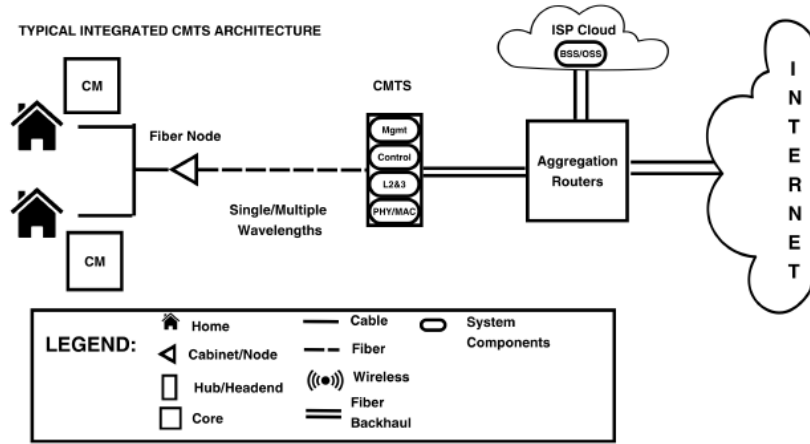 TYPICAL INTEGRATED CMTS ARCHITECTURE
ISP Cloud
BSS/OSS
CM
CMTS
Fiber Node
Mgmt
Control
L2&3
PHY/MAC
Aggregation
Routers
INTERNET
Single/Multiple
Wavelengths
CM
LEGEND:
Home
Cabinet/Node
Hub/Headend
Core
Cable
Fiber
Wireless
Fiber
Backhaul
System
Components